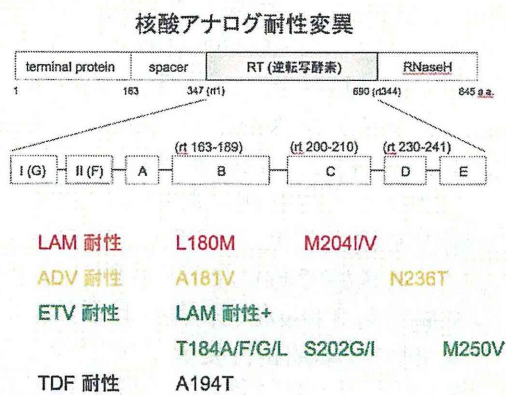 核酸アナログ耐性変異
terminal protein spacer RT (逆転写酵素) RNaseH
1 163 347 (rt1) 690 (rt344) 845 a.a.
(rt 163-189) (rt 200-210) (rt 230-241)
I (G) II (F) A B C D E
LAM 耐性 L180M M204I/V
ADV 耐性 A181V N236T
ETV 耐性 LAM 耐性+
T184A/F/G/L S202G/I M250V
TDF 耐性 A194T